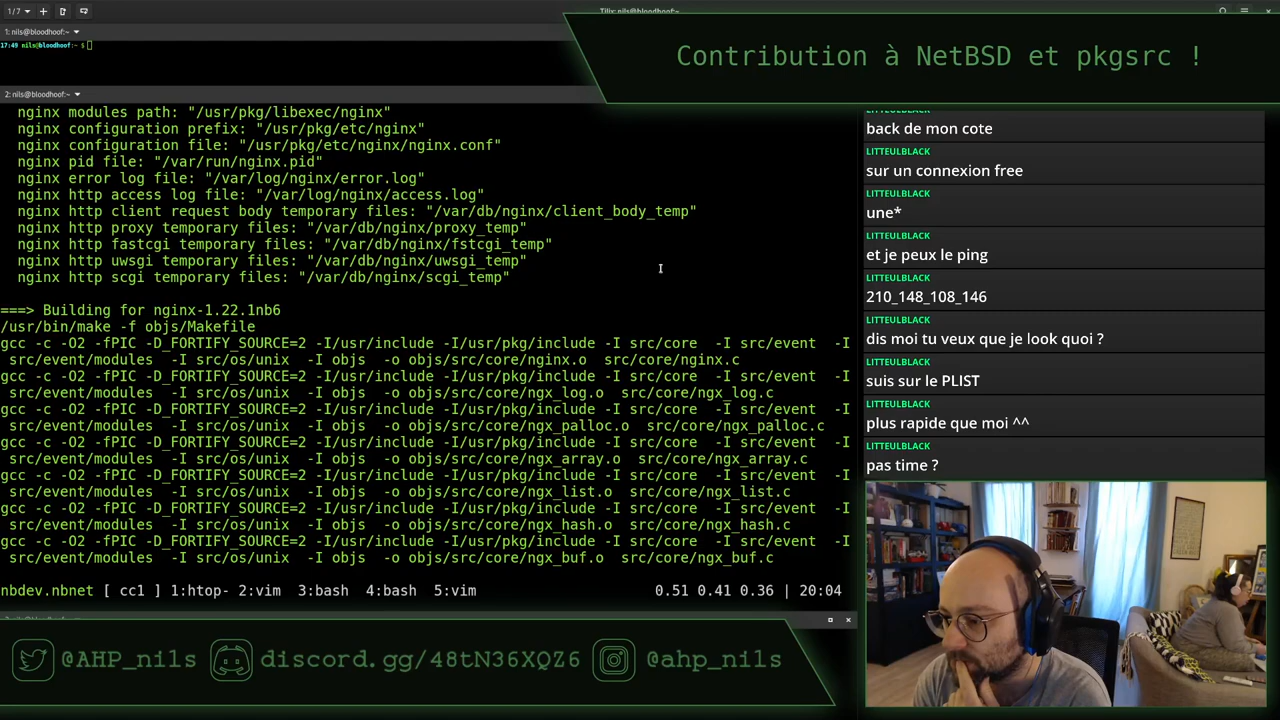 1/7
Tilix: nils@bloodhoof:~
1: nils@bloodhoof:~
17:49 nils@bloodhoof:~ $
2: nils@bloodhoof:~
Contribution à NetBSD et pkgsrc !
nginx modules path: "/usr/pkg/libexec/nginx"
nginx configuration prefix: "/usr/pkg/etc/nginx"
nginx configuration file: "/usr/pkg/etc/nginx/nginx.conf"
nginx pid file: "/var/run/nginx.pid"
nginx error log file: "/var/log/nginx/error.log"
nginx http access log file: "/var/log/nginx/access.log"
nginx http client request body temporary files: "/var/db/nginx/client_body_temp"
nginx http proxy temporary files: "/var/db/nginx/proxy_temp"
nginx http fastcgi temporary files: "/var/db/nginx/fstcgi_temp"
nginx http uwsgi temporary files: "/var/db/nginx/uwsgi_temp"
nginx http scgi temporary files: "/var/db/nginx/scgi_temp"
===> Building for nginx-1.22.1nb6
/usr/bin/make -f objs/Makefile
gcc -c -O2 -fPIC -D_FORTIFY_SOURCE=2 -I/usr/include -I/usr/pkg/include -I src/core  -I src/event  -I
src/event/modules  -I src/os/unix  -I objs  -o objs/src/core/nginx.o  src/core/nginx.c
gcc -c -O2 -fPIC -D_FORTIFY_SOURCE=2 -I/usr/include -I/usr/pkg/include -I src/core  -I src/event  -I
src/event/modules  -I src/os/unix  -I objs  -o objs/src/core/ngx_log.o  src/core/ngx_log.c
gcc -c -O2 -fPIC -D_FORTIFY_SOURCE=2 -I/usr/include -I/usr/pkg/include -I src/core  -I src/event  -I
src/event/modules  -I src/os/unix  -I objs  -o objs/src/core/ngx_palloc.o  src/core/ngx_palloc.c
gcc -c -O2 -fPIC -D_FORTIFY_SOURCE=2 -I/usr/include -I/usr/pkg/include -I src/core  -I src/event  -I
src/event/modules  -I src/os/unix  -I objs  -o objs/src/core/ngx_array.o  src/core/ngx_array.c
gcc -c -O2 -fPIC -D_FORTIFY_SOURCE=2 -I/usr/include -I/usr/pkg/include -I src/core  -I src/event  -I
src/event/modules  -I src/os/unix  -I objs  -o objs/src/core/ngx_list.o  src/core/ngx_list.c
gcc -c -O2 -fPIC -D_FORTIFY_SOURCE=2 -I/usr/include -I/usr/pkg/include -I src/core  -I src/event  -I
src/event/modules  -I src/os/unix  -I objs  -o objs/src/core/ngx_hash.o  src/core/ngx_hash.c
gcc -c -O2 -fPIC -D_FORTIFY_SOURCE=2 -I/usr/include -I/usr/pkg/include -I src/core  -I src/event  -I
src/event/modules  -I src/os/unix  -I objs  -o objs/src/core/ngx_buf.o  src/core/ngx_buf.c
nbdev.nbnet [ cc1 ] 1:htop- 2:vim  3:bash  4:bash  5:vim
0.51 0.41 0.36 | 20:04
LITTEULBLACK
back de mon cote
LITTEULBLACK
sur un connexion free
LITTEULBLACK
une*
LITTEULBLACK
et je peux le ping
LITTEULBLACK
210_148_108_146
LITTEULBLACK
dis moi tu veux que je look quoi ?
LITTEULBLACK
suis sur le PLIST
LITTEULBLACK
plus rapide que moi ^^
LITTEULBLACK
pas time ?
@AHP_nils
discord.gg/48tN36XQZ6
@ahp_nils